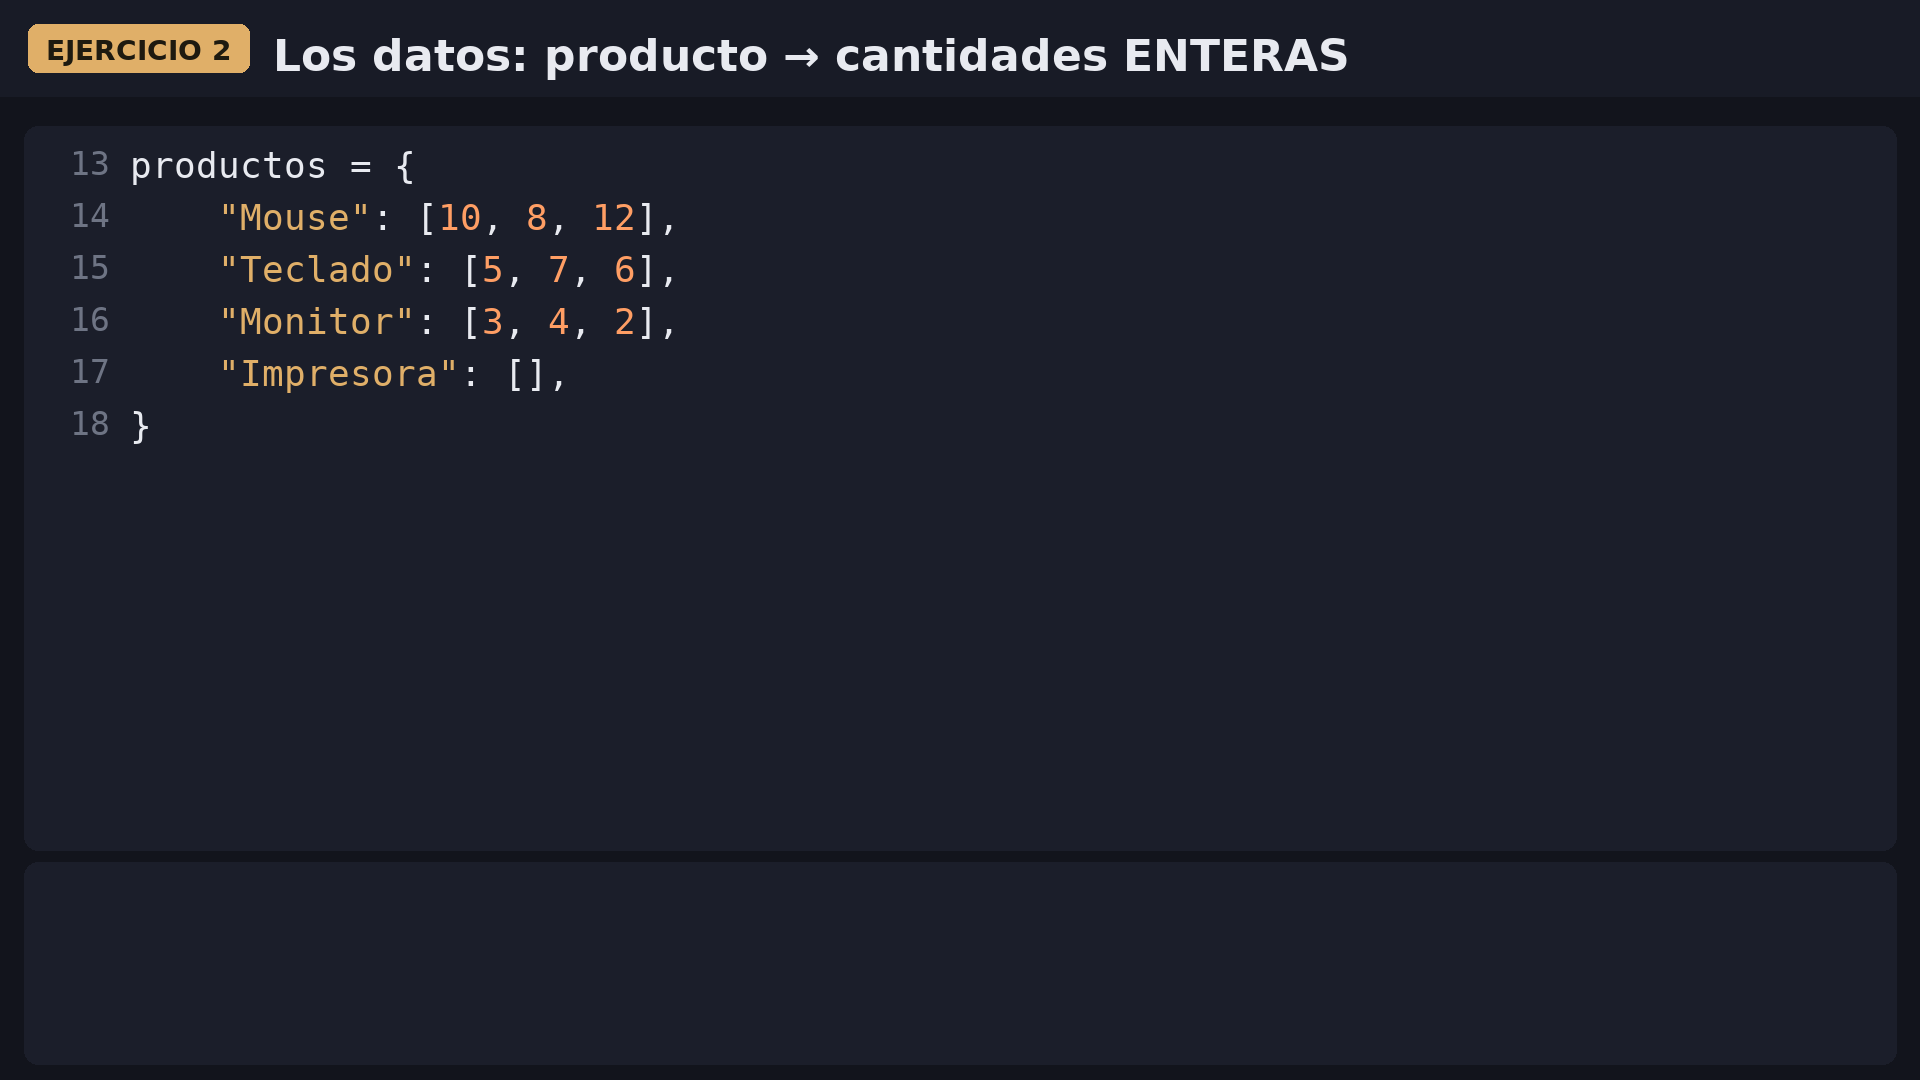 EJERCICIO 2 Los datos: producto → cantidades ENTERAS
13 productos = {
14     "Mouse": [10, 8, 12],
15     "Teclado": [5, 7, 6],
16     "Monitor": [3, 4, 2],
17     "Impresora": [],
18 }